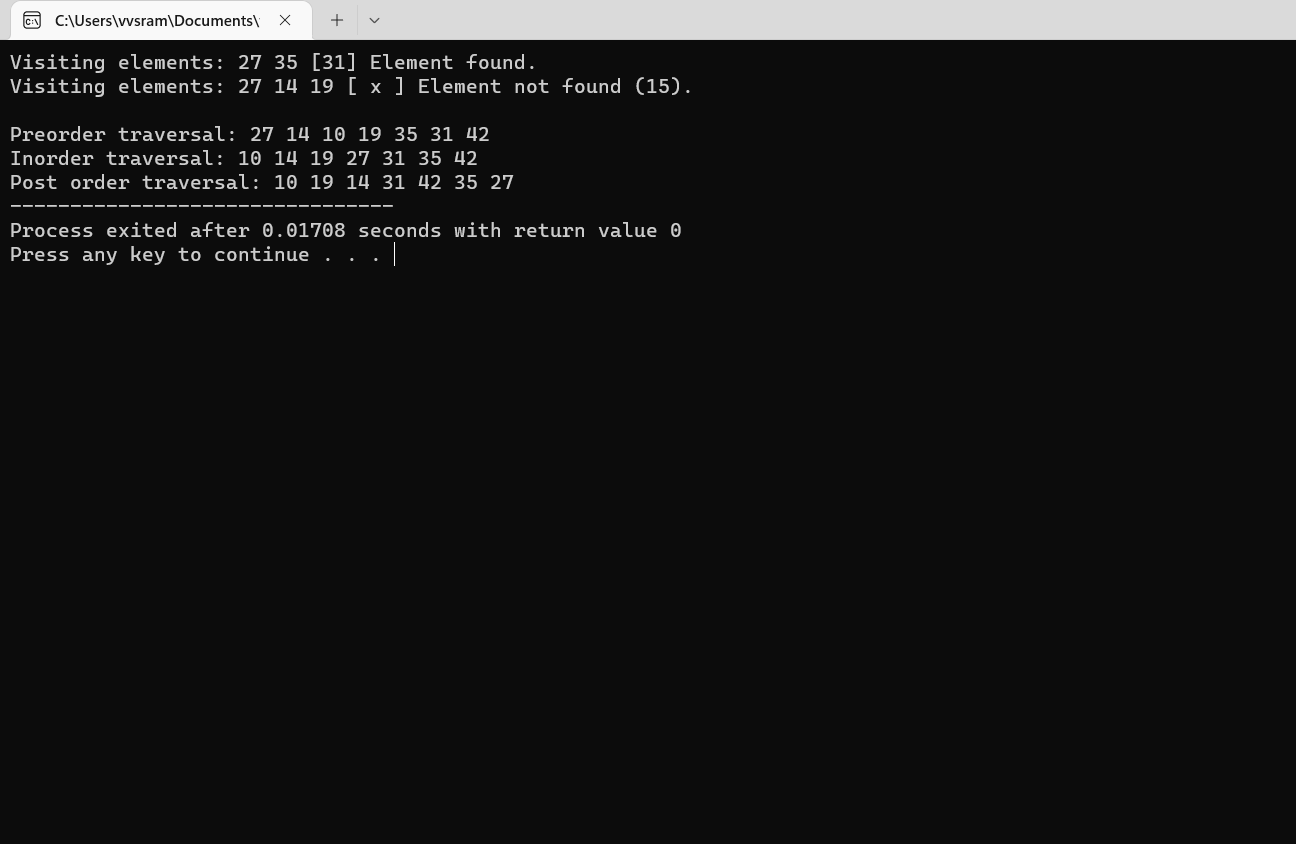 C:\Users\vvsram\Documents\
Visiting elements: 27 35 [31] Element found.
Visiting elements: 27 14 19 [ x ] Element not found (15).

Preorder traversal: 27 14 10 19 35 31 42
Inorder traversal: 10 14 19 27 31 35 42
Post order traversal: 10 19 14 31 42 35 27
--------------------------------
Process exited after 0.01708 seconds with return value 0
Press any key to continue . . .